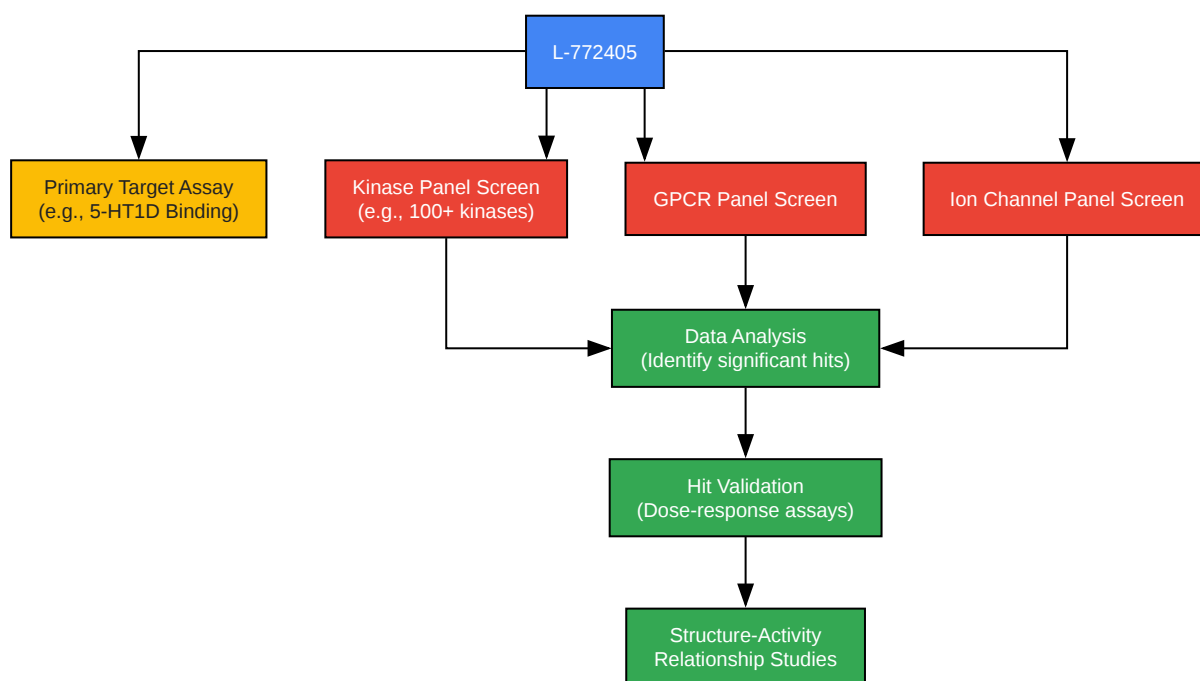 L-772405
Primary Target Assay
(e.g., 5-HT1D Binding)
Kinase Panel Screen
(e.g., 100+ kinases)
GPCR Panel Screen
Ion Channel Panel Screen
Data Analysis
(Identify significant hits)
Hit Validation
(Dose-response assays)
Structure-Activity
Relationship Studies